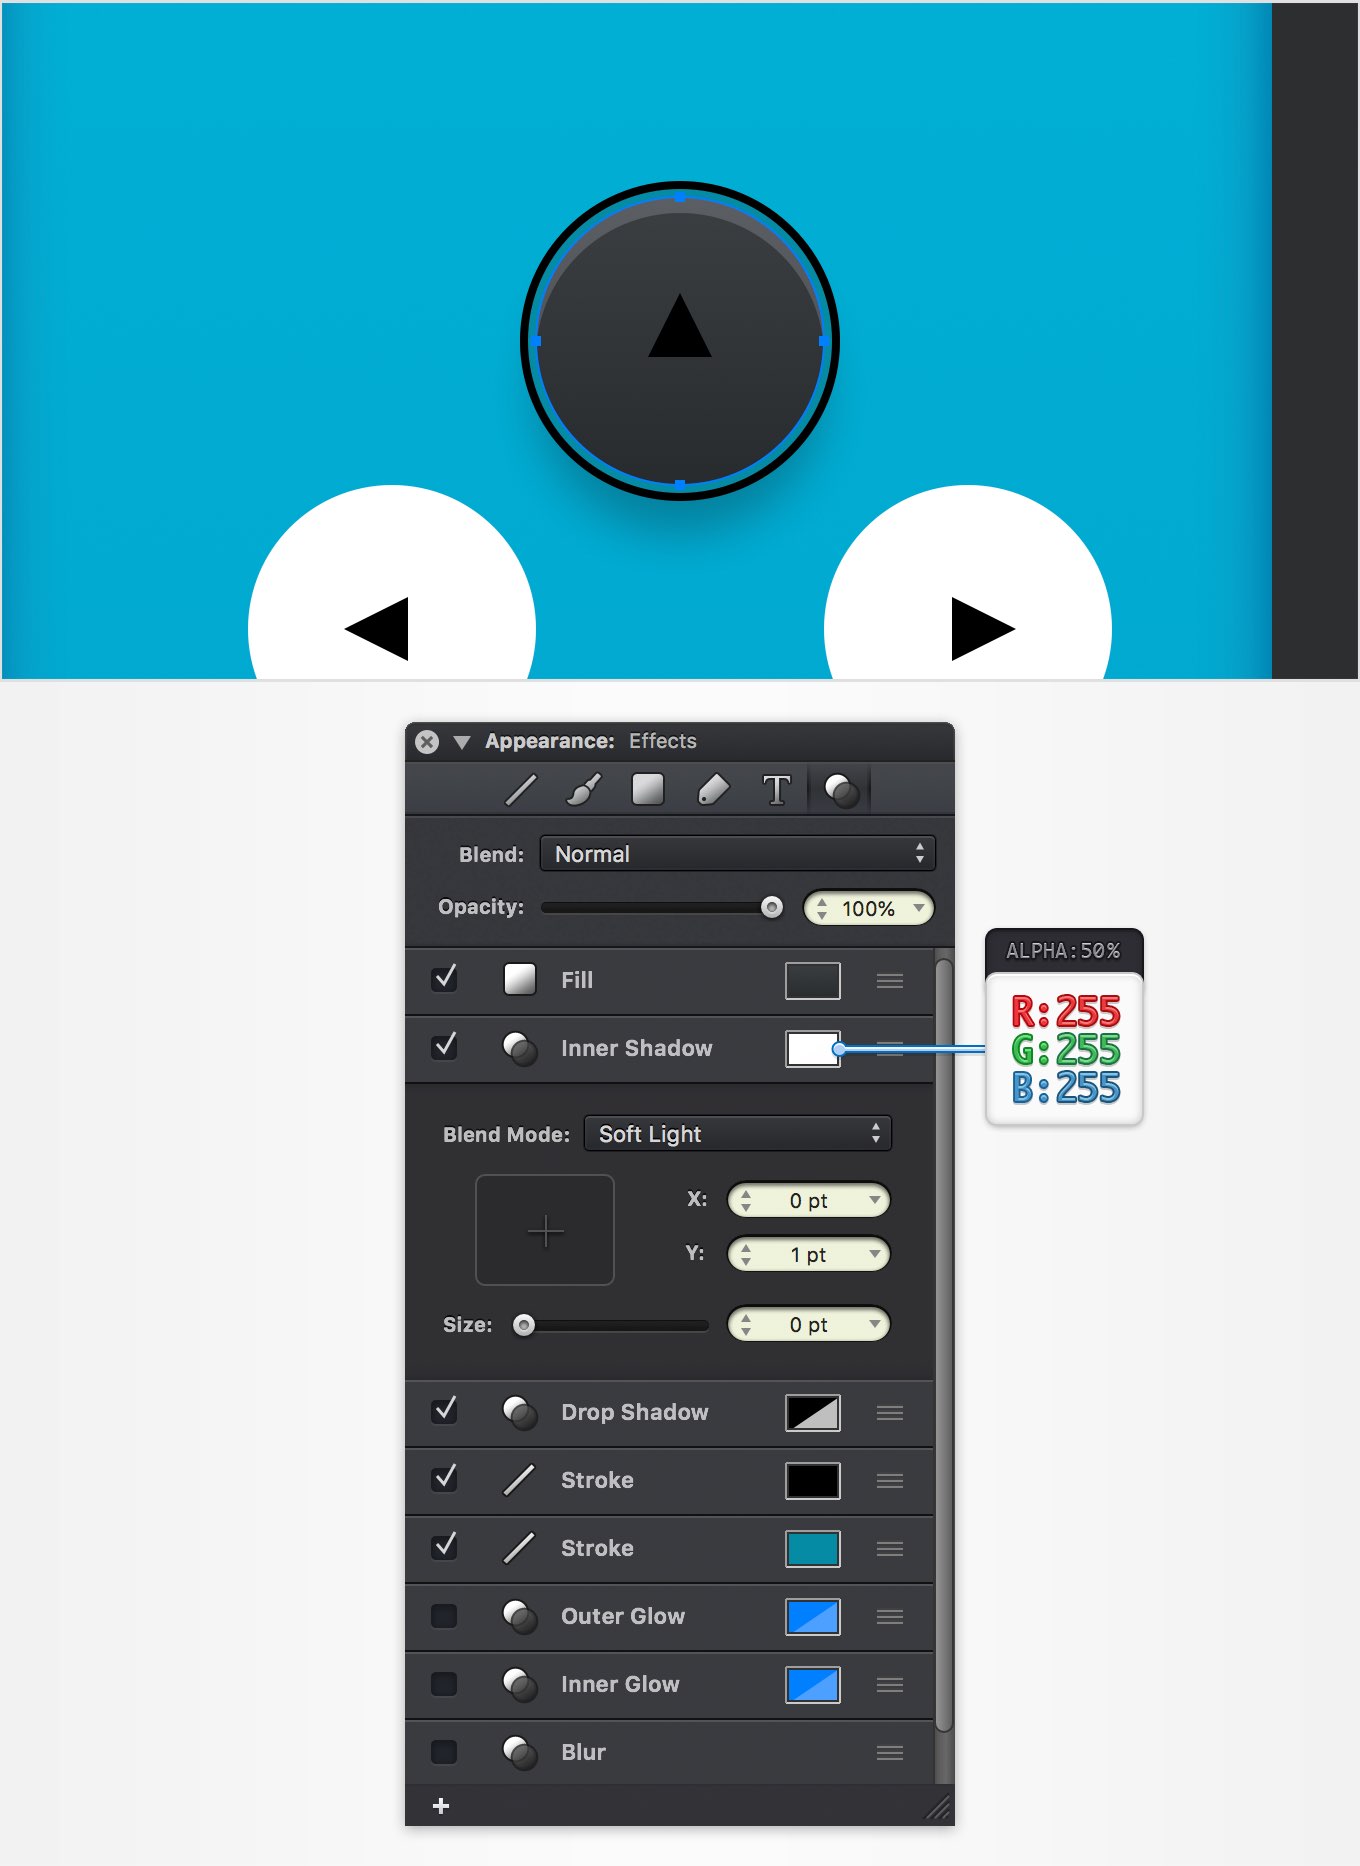 Appearance: Effects
T
Blend: Normal
Opacity: 100%
ALPHA:50%
R:255
G:255
B:255
Fill
Inner Shadow
Blend Mode: Soft Light
X: 0 pt
Y: 1 pt
Size: 0 pt
Drop Shadow
Stroke
Stroke
Outer Glow
Inner Glow
Blur
+